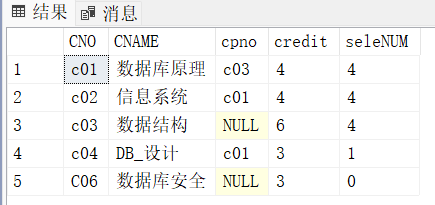 结果 消息
CNO CNAME cpno credit seleNUM
1 c01 数据库原理 c03 4 4
2 c02 信息系统 c01 4 4
3 c03 数据结构 NULL 6 4
4 c04 DB_设计 c01 3 1
5 C06 数据库安全 NULL 3 0